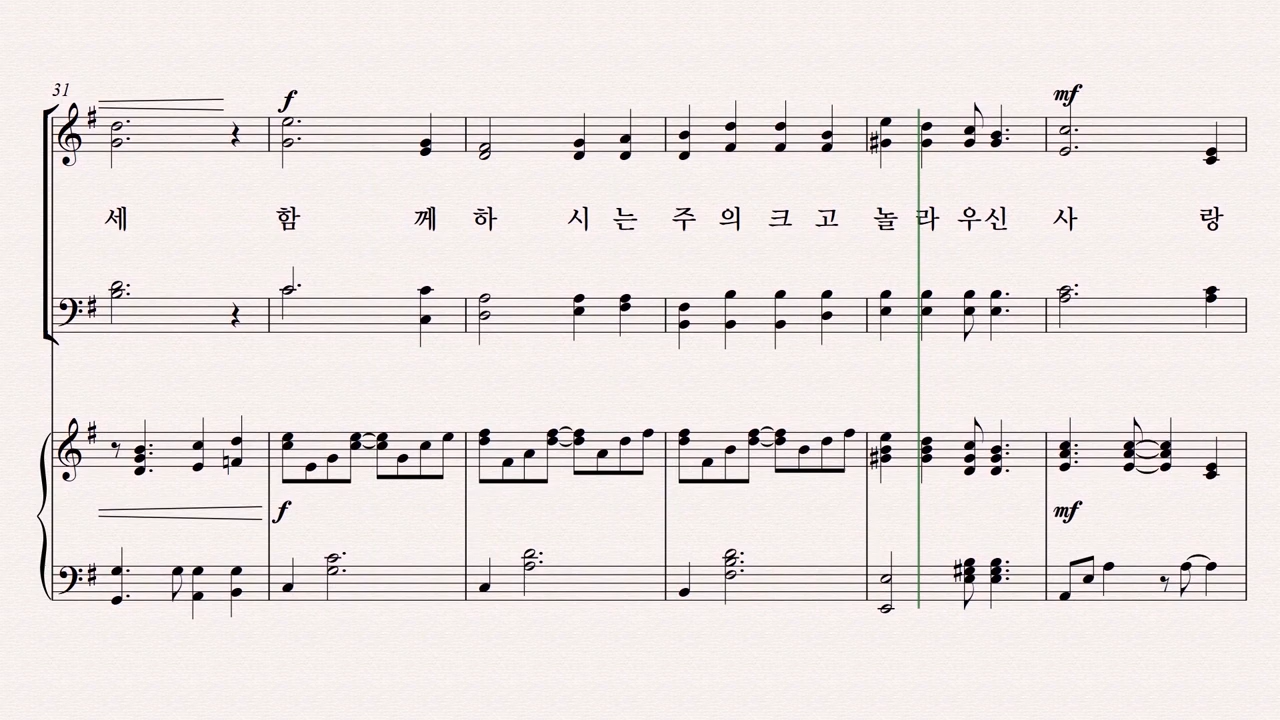 31
f
mf
세 함 께 하 시 는 주 의 크 고 놀 라 우신 사 랑
f
mf